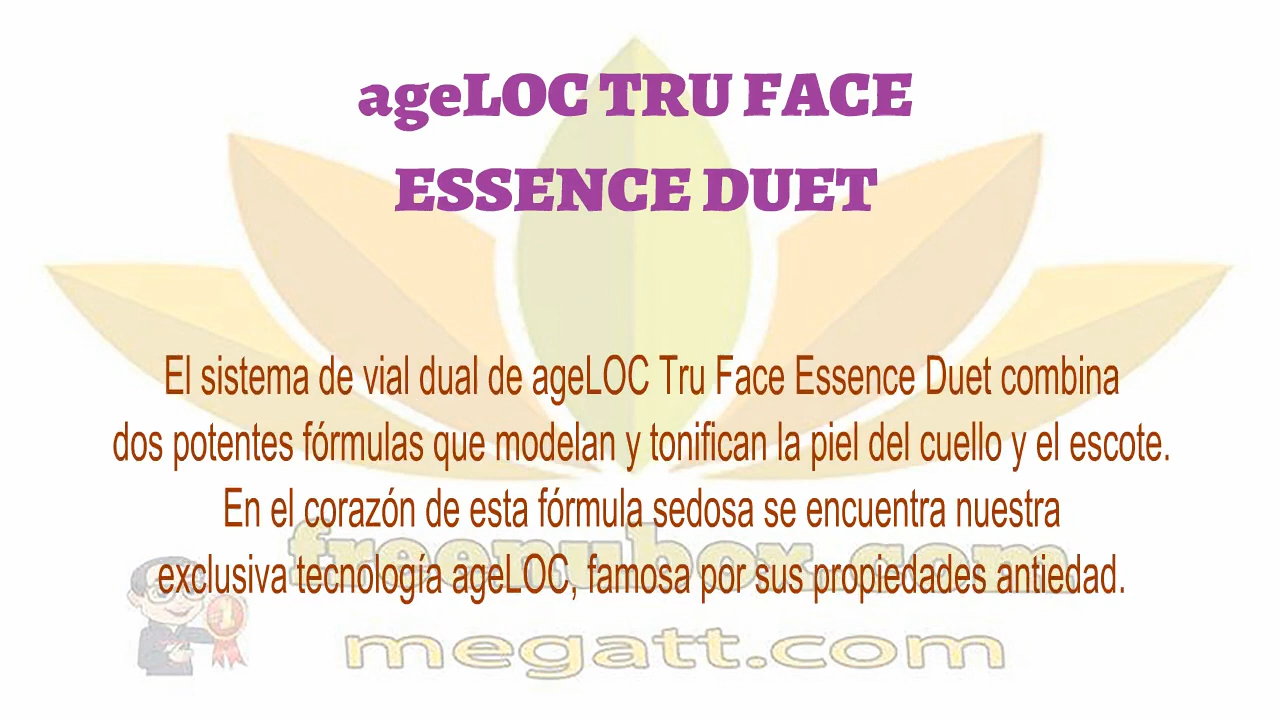 ageLOC TRU FACE
ESSENCE DUET
El sistema de vial dual de ageLOC Tru Face Essence Duet combina
dos potentes fórmulas que modelan y tonifican la piel del cuello y el escote.
En el corazón de esta fórmula sedosa se encuentra nuestra
freenubox.com
exclusiva tecnología ageLOC, famosa por sus propiedades antiedad.
1
megatt.com